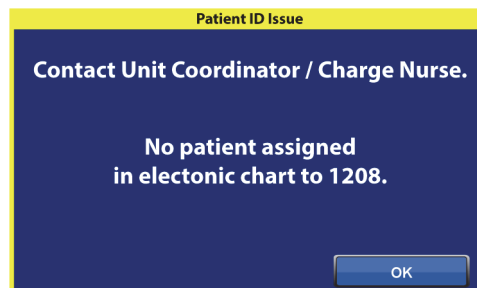 Patient ID Issue
Contact Unit Coordinator / Charge Nurse.
No patient assigned
in electonic chart to 1208.
OK